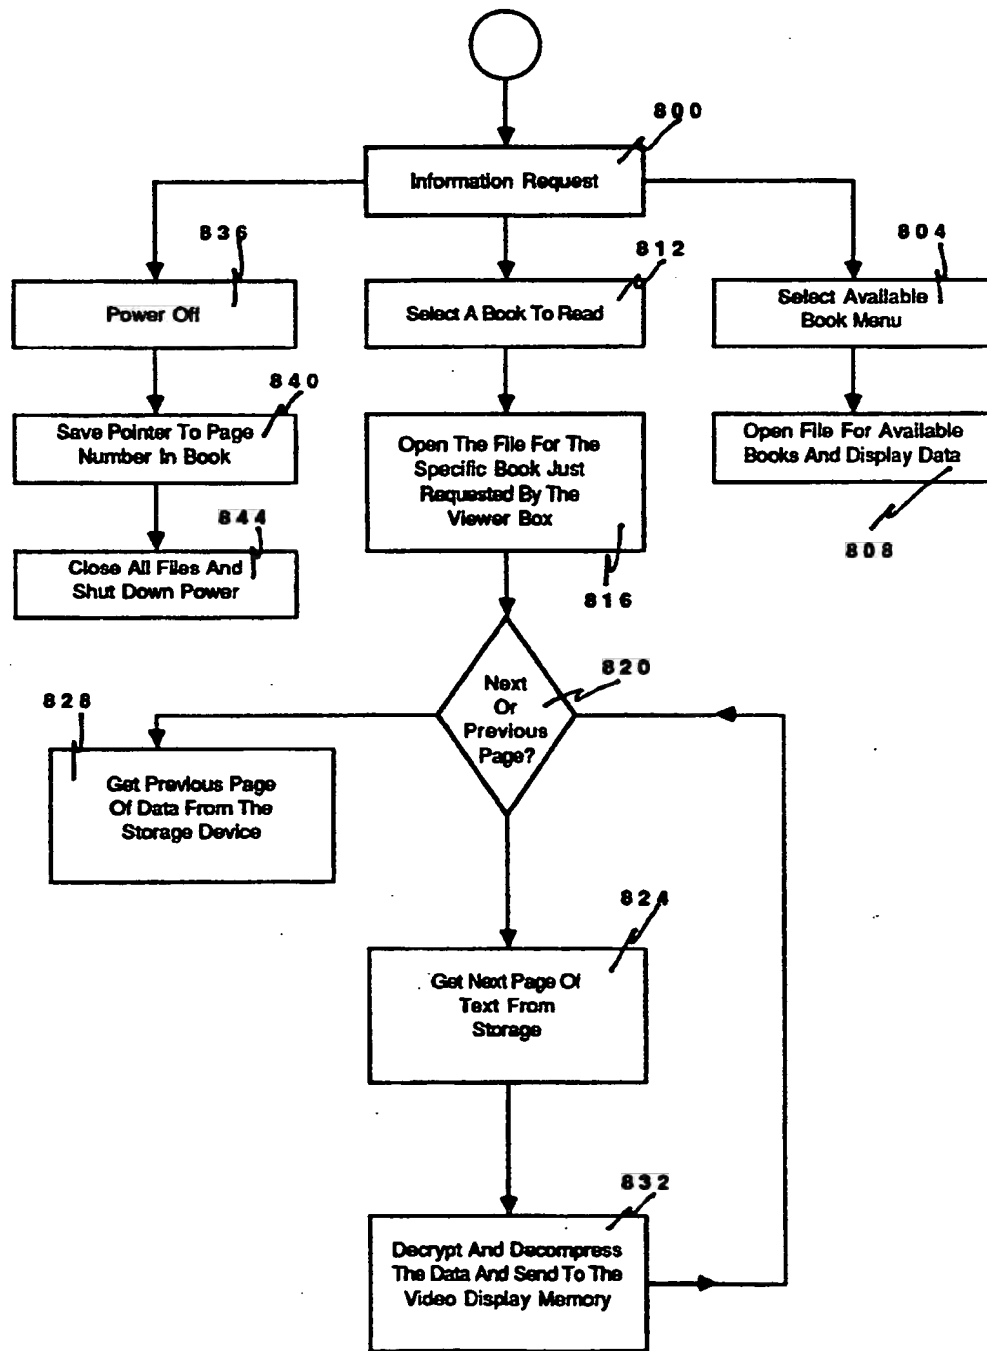 800
Information Request
836
812
804
Power Off
Select A Book To Read
Select Available
Book Menu
840
Save Pointer To Page
Number In Book
Open The File For The
Specific Book Just
Requested By The
Viewer Box
Open File For Available
Books And Display Data
844
808
Close All Files And
Shut Down Power
816
820
Next
Or
Previous
Page?
828
Get Previous Page
Of Data From The
Storage Device
824
Get Next Page Of
Text From
Storage
832
Decrypt And Decompress
The Data And Send To The
Video Display Memory